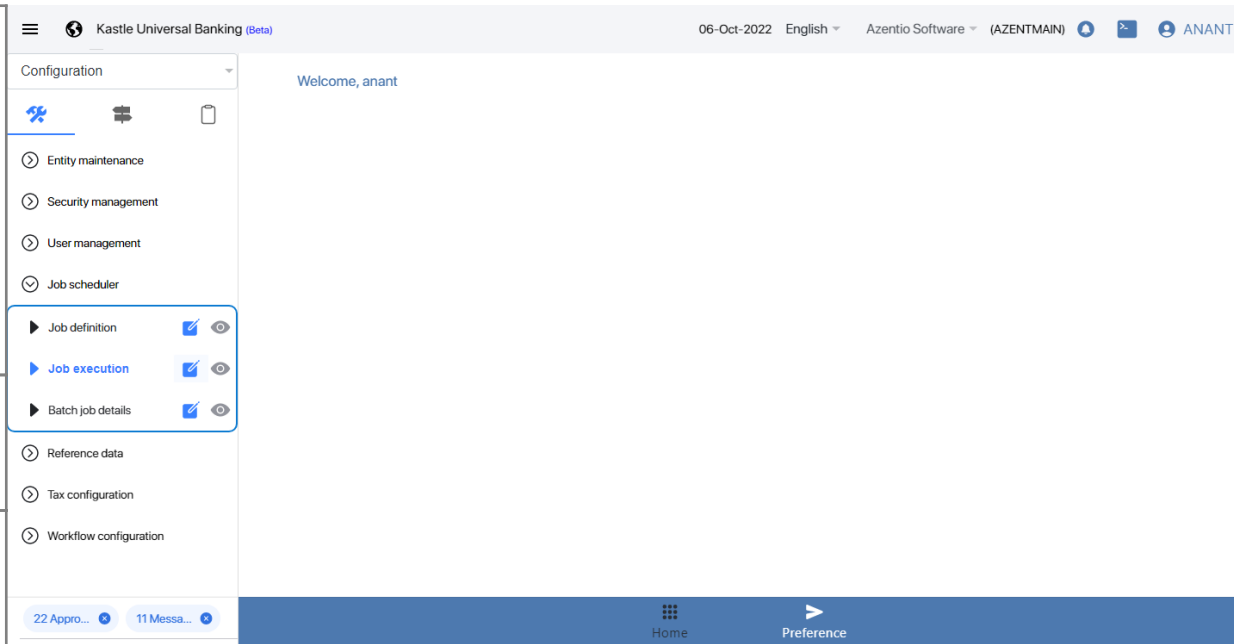 Kastle Universal Banking (Beta)
06-Oct-2022 English Azentio Software (AZENTMAIN) ANANT
Configuration
Welcome, anant
Entity maintenance
Security management
User management
Job scheduler
Job definition
Job execution
Batch job details
Reference data
Tax configuration
Workflow configuration
22 Appro... 11 Messa...
Home Preference